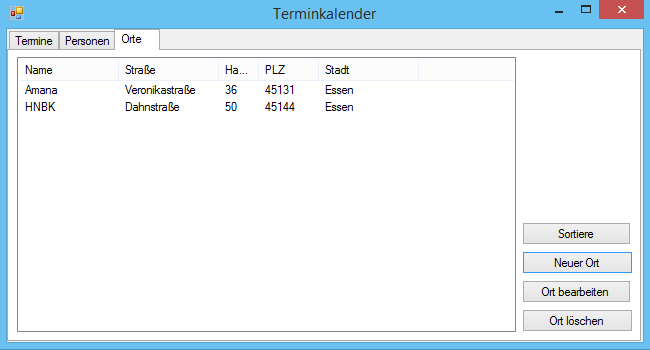 Terminkalender
Termine Personen Orte
Name Straße Ha... PLZ Stadt
Amana Veronikastraße 36 45131 Essen
HNBK Dahnstraße 50 45144 Essen
Sortiere
Neuer Ort
Ort bearbeiten
Ort löschen